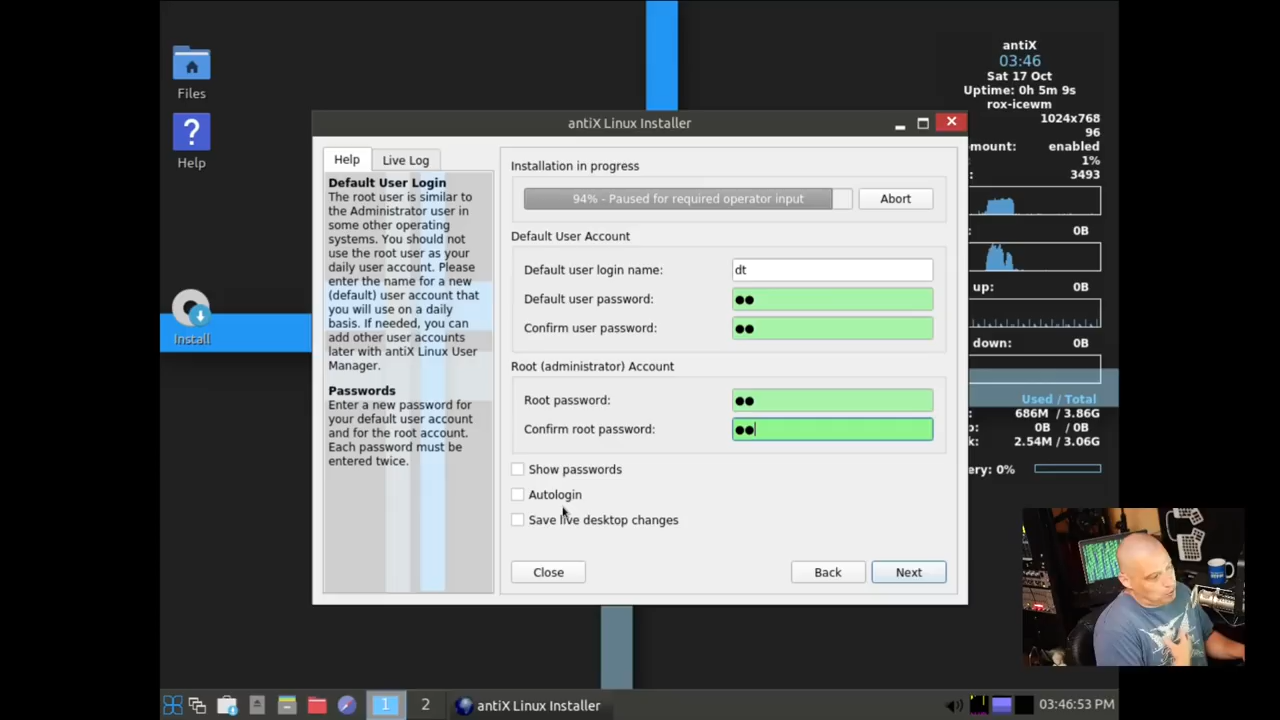 Files
Help
Install
antiX
03:46
Sat 17 Oct
Uptime: 0h 5m 9s
rox-icewm
1024x768
96
mount: enabled
1%
3493
0B
up: 0B
down: 0B
Used / Total
: 686M / 3.86G
p: 0B / 0B
k: 2.54M / 3.06G
ery: 0%
antiX Linux Installer
Help
Live Log
Default User Login
The root user is similar to
the Administrator user in
some other operating
systems. You should not
use the root user as your
daily user account. Please
enter the name for a new
(default) user account that
you will use on a daily
basis. If needed, you can
add other user accounts
later with antiX Linux User
Manager.
Passwords
Enter a new password for
your default user account
and for the root account.
Each password must be
entered twice.
Installation in progress
94% - Paused for required operator input
Abort
Default User Account
Default user login name: dt
Default user password: ●●
Confirm user password: ●●
Root (administrator) Account
Root password: ●●
Confirm root password: ●●
Show passwords
Autologin
Save live desktop changes
Close
Back
Next
1
2
antiX Linux Installer
03:46:53 PM